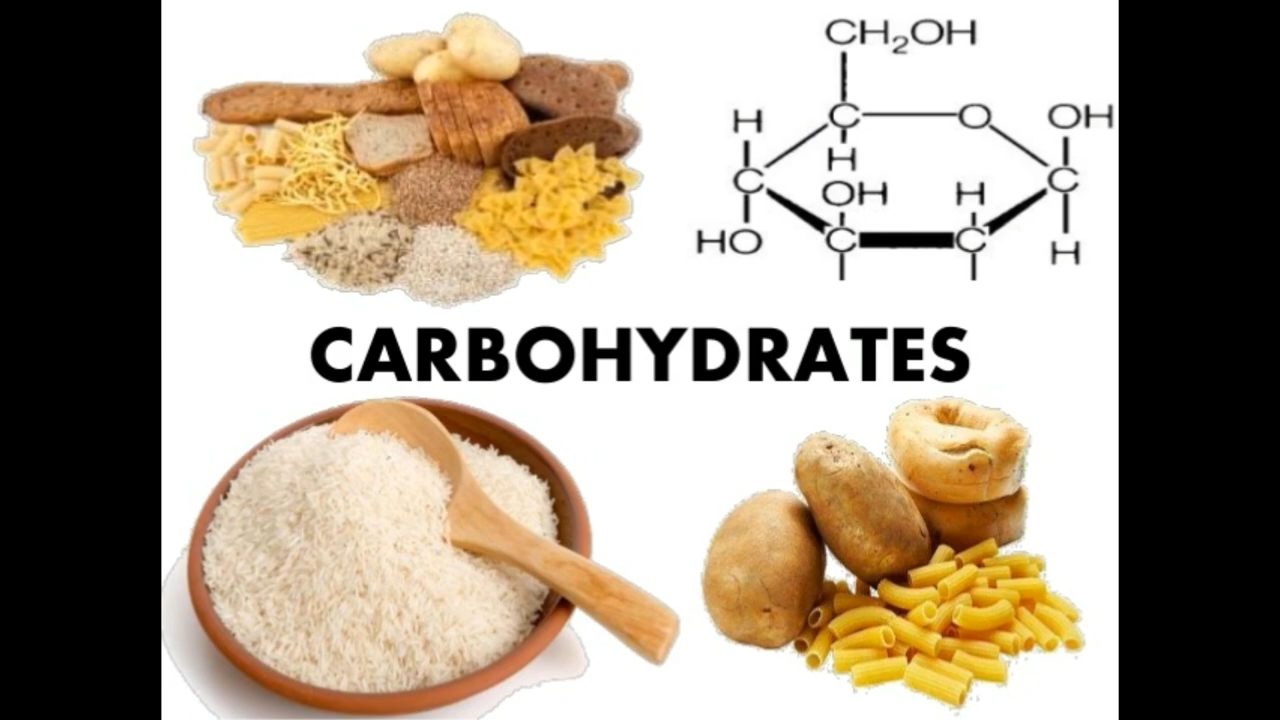 CH₂OH
H C O OH
H
C OH H C
HO C C H
CARBOHYDRATES